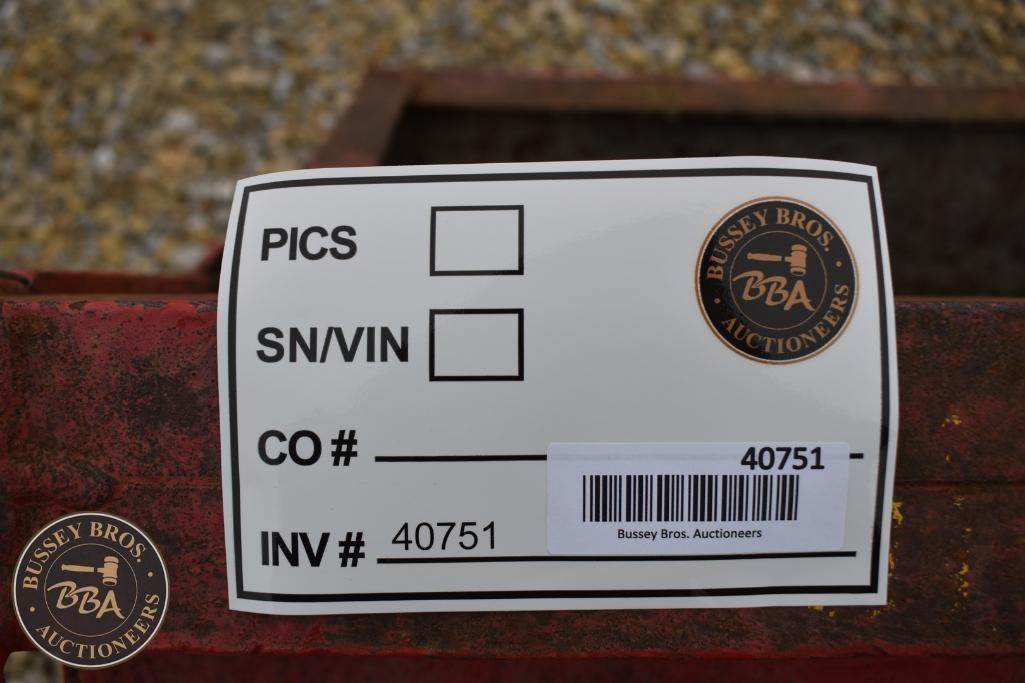 PICS
BUSSEY BROS.
BBA
AUCTIONEERS
SN/VIN
CO #
40751
Bussey Bros. Auctioneers
INV # 40751
BUSSEY BROS.
BBA
AUCTIONEERS